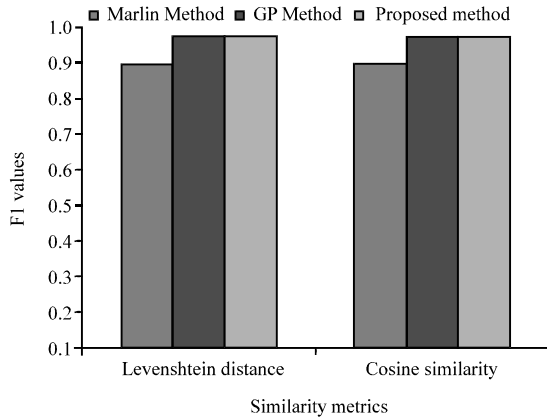 Marlin Method GP Method Proposed method
1.0
0.9
0.8
0.7
0.6
0.5
0.4
0.3
0.2
0.1
F1 values
Levenshtein distance Cosine similarity
Similarity metrics